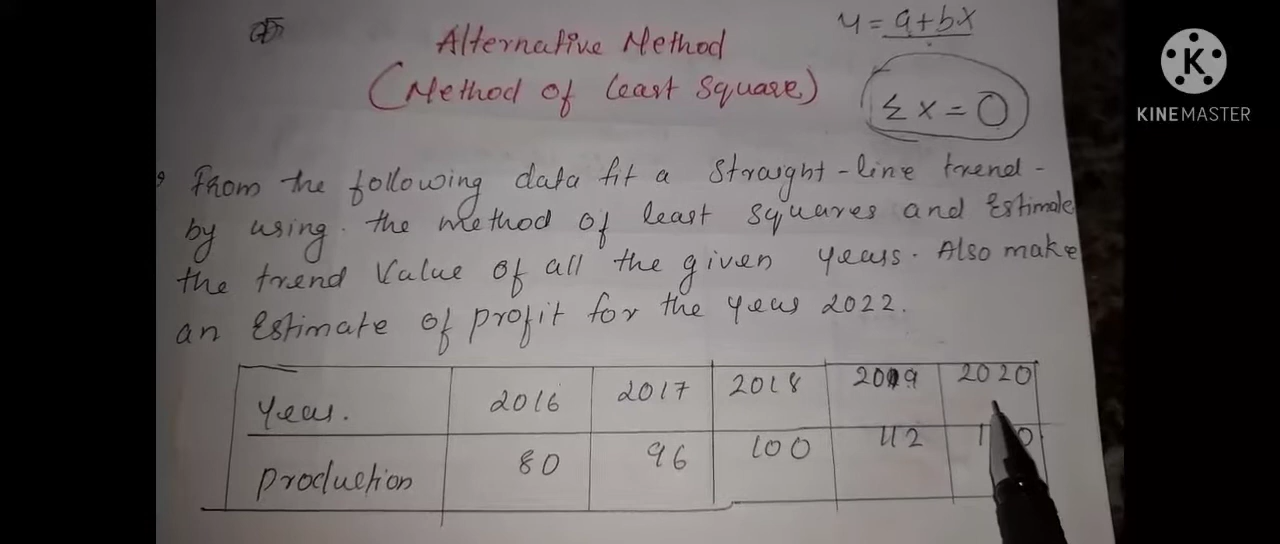 Alternative Method
y = a+bx
(Method of least Square)
Σx = 0
KINEMASTER
From the following data fit a straight-line trend-
by using the method of least squares and Estimate
the trend value of all the given years. Also make
an Estimate of profit for the year 2022.
Year. 2016 2017 2018 2019 2020
Production 80 96 100 112